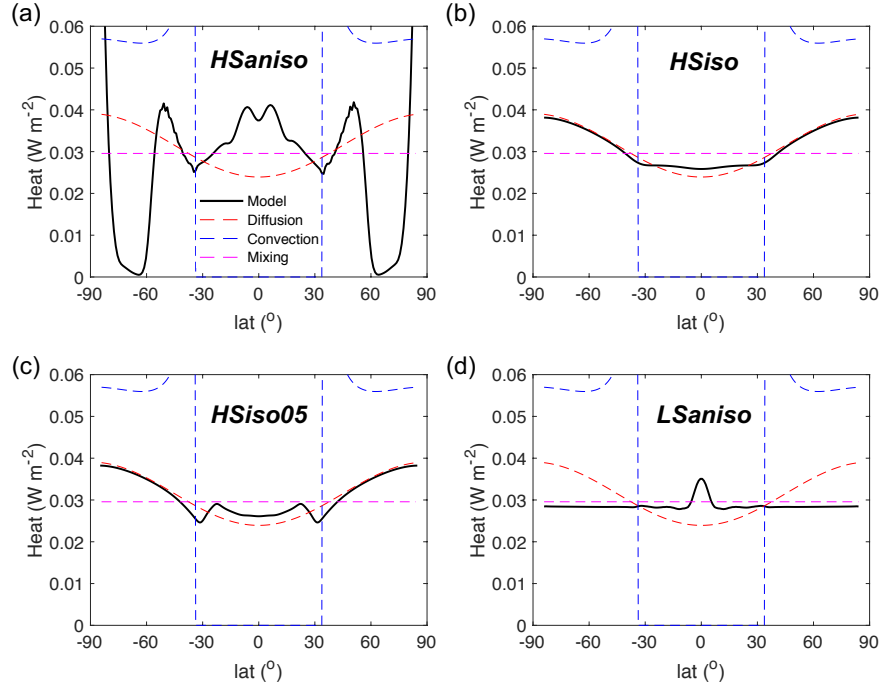 (a)
HSaniso
0.06
0.05
0.04
0.03
0.02
0.01
0
Heat (W m-2)
Model
Diffusion
Convection
Mixing
-90 -60 -30 0 30 60 90
lat (o)
(b)
HSiso
0.06
0.05
0.04
0.03
0.02
0.01
0
Heat (W m-2)
-90 -60 -30 0 30 60 90
lat (o)
(c)
HSiso05
0.06
0.05
0.04
0.03
0.02
0.01
0
Heat (W m-2)
-90 -60 -30 0 30 60 90
lat (o)
(d)
LSaniso
0.06
0.05
0.04
0.03
0.02
0.01
0
Heat (W m-2)
-90 -60 -30 0 30 60 90
lat (o)